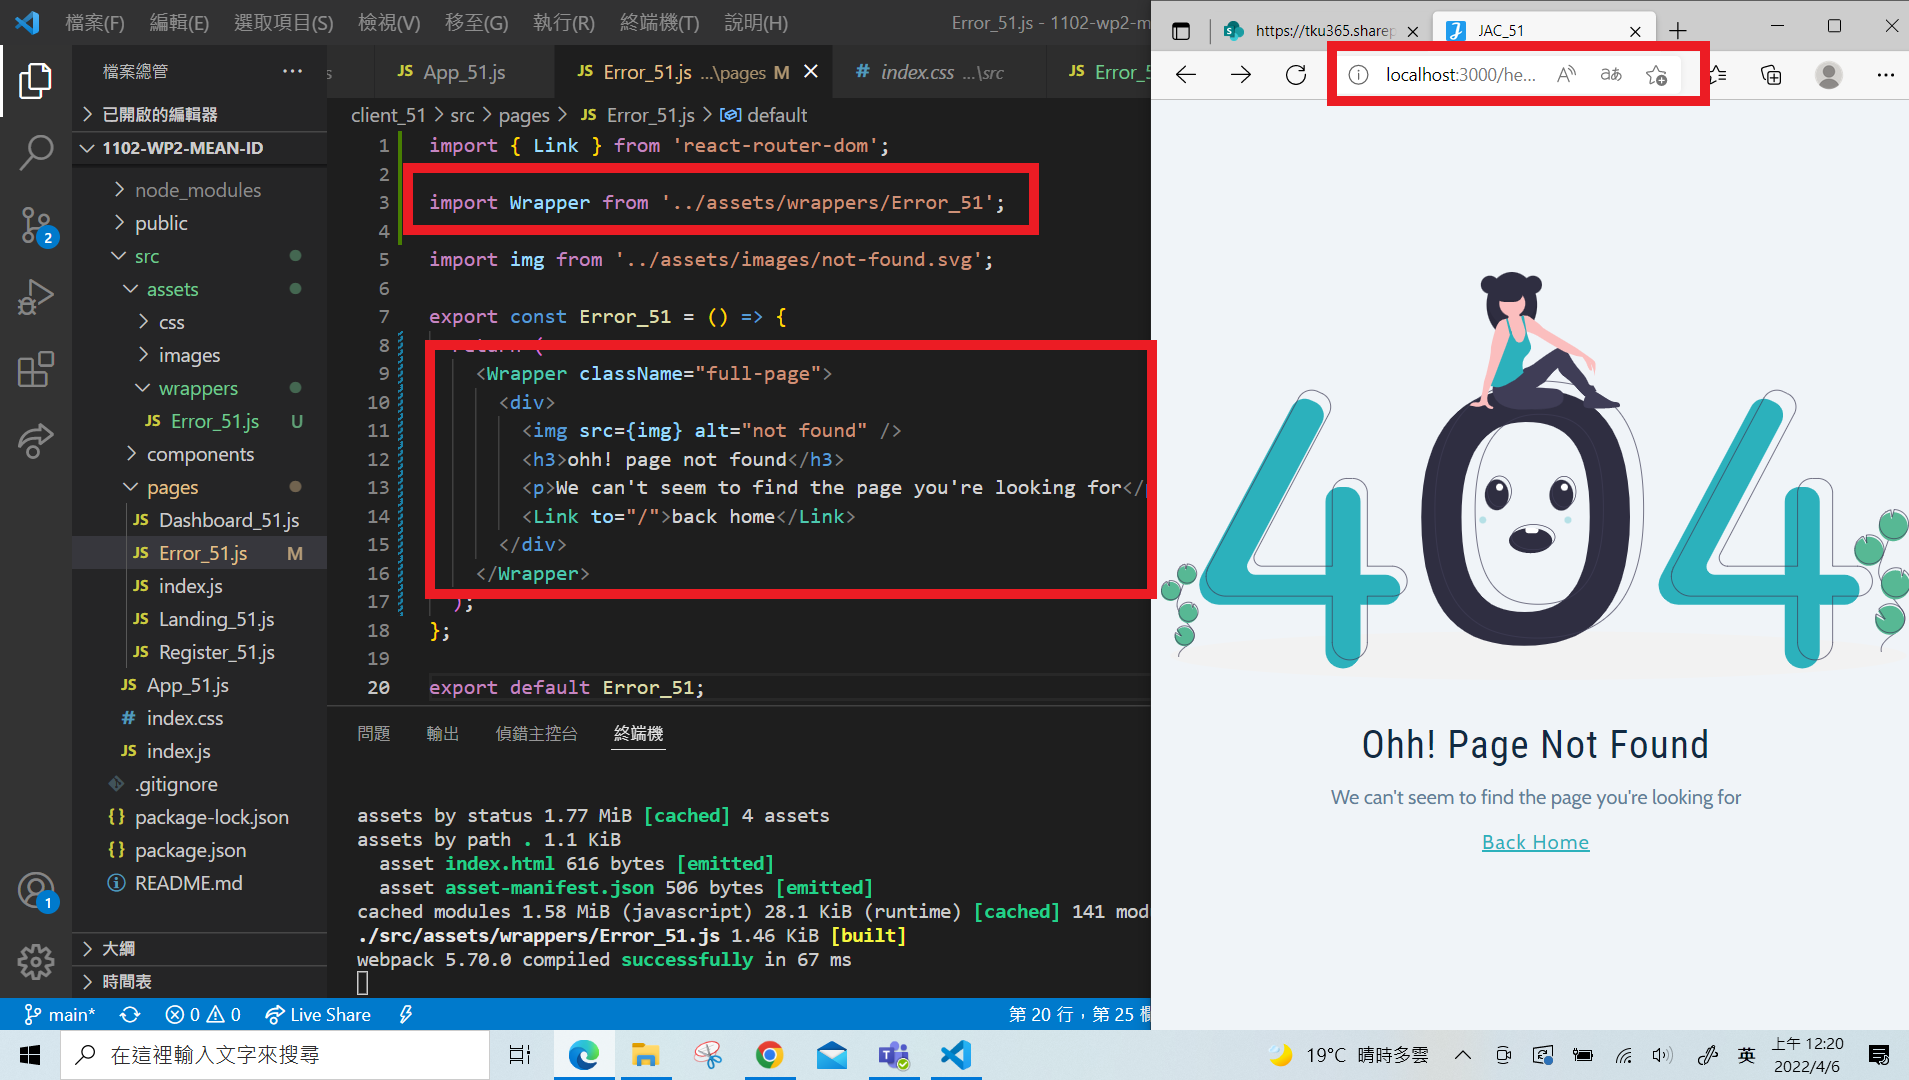 檔案(F) 編輯(E) 選取項目(S) 檢視(V) 移至(G) 執行(R) 終端機(T) 說明(H) Error_51.js - 1102-wp2-m
檔案總管
已開啟的編輯器
1102-WP2-MEAN-ID
node_modules
public
src
assets
css
images
wrappers
JS Error_51.js U
components
pages
JS Dashboard_51.js
JS Error_51.js M
JS index.js
JS Landing_51.js
JS Register_51.js
JS App_51.js
# index.css
JS index.js
.gitignore
{} package-lock.json
{} package.json
README.md
大綱
時間表
2
1
JS App_51.js
JS Error_51.js ...\pages M
# index.css ...\src
JS Error_5
client_51 > src > pages > JS Error_51.js > default
1 import { Link } from 'react-router-dom';
2
3 import Wrapper from '../assets/wrappers/Error_51';
4
5 import img from '../assets/images/not-found.svg';
6
7 export const Error_51 = () => {
8 return (
9 <Wrapper className="full-page">
10 <div>
11 <img src={img} alt="not found" />
12 <h3>ohh! page not found</h3>
13 <p>We can't seem to find the page you're looking for</p
14 <Link to="/">back home</Link>
15 </div>
16 </Wrapper>
17 );
18 };
19
20 export default Error_51;
問題 輸出 偵錯主控台 終端機
assets by status 1.77 MiB [cached] 4 assets
assets by path . 1.1 KiB
asset index.html 616 bytes [emitted]
asset asset-manifest.json 506 bytes [emitted]
cached modules 1.58 MiB (javascript) 28.1 KiB (runtime) [cached] 141 mod
./src/assets/wrappers/Error_51.js 1.46 KiB [built]
webpack 5.70.0 compiled successfully in 67 ms
main* 0 0 Live Share 第 20 行，第 25 欄
https://tku365.sharep
JAC_51
localhost:3000/he...
404
Ohh! Page Not Found
We can't seem to find the page you're looking for
Back Home
在這裡輸入文字來搜尋
19°C 晴時多雲
英
上午 12:20
2022/4/6